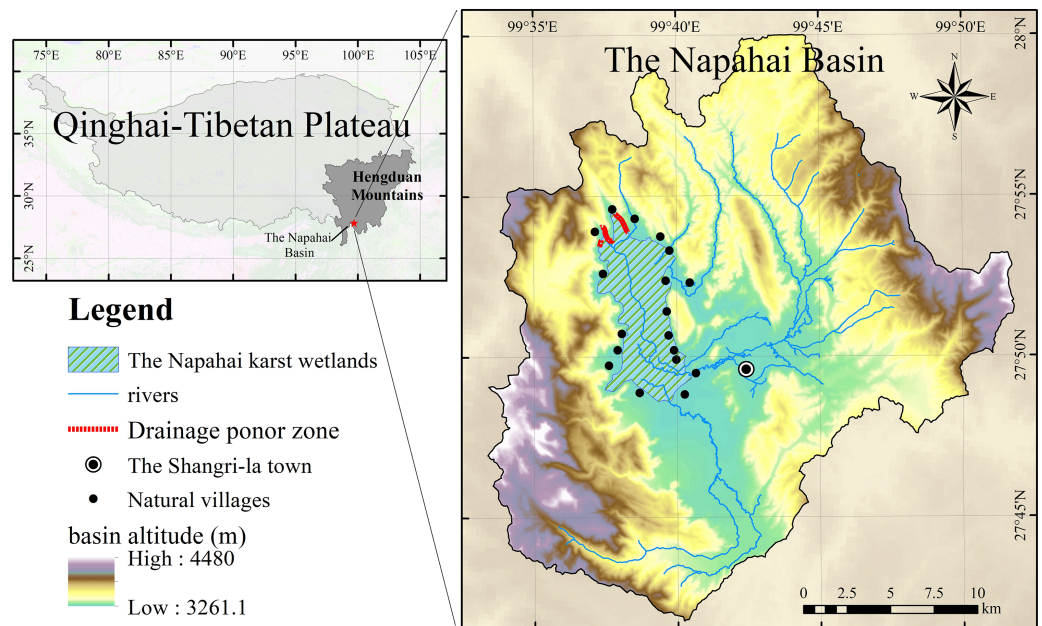 75°E 80°E 85°E 90°E 95°E 100°E 105°E
35°N
30°N
25°N
Qinghai-Tibetan Plateau
Hengduan
Mountains
The Napahai
Basin
Legend
The Napahai karst wetlands
rivers
Drainage ponor zone
The Shangri-la town
Natural villages
basin altitude (m)
High : 4480
Low : 3261.1
99°35'E 99°40'E 99°45'E 99°50'E
The Napahai Basin
N
W E
S
28°N
27°55'N
27°50'N
27°45'N
0 2.5 5 7.5 10
km